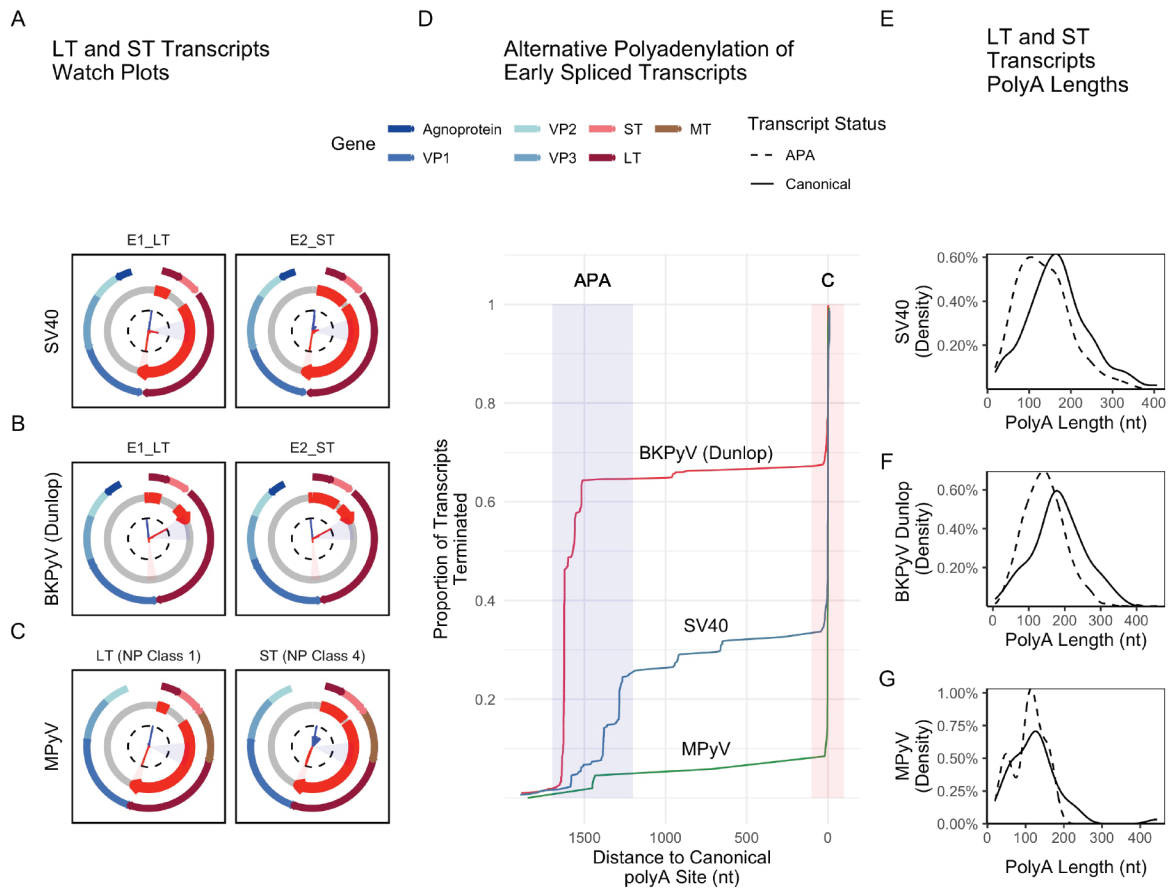 A
LT and ST Transcripts
Watch Plots
D
Alternative Polyadenylation of
Early Spliced Transcripts
E
LT and ST
Transcripts
PolyA Lengths
Gene
Agnoprotein
VP2
ST
MT
VP1
VP3
LT
Transcript Status
APA
Canonical
E1_LT
E2_ST
SV40
B
E1_LT
E2_ST
BKPyV (Dunlop)
C
LT (NP Class 1)
ST (NP Class 4)
MPyV
APA
C
1
0.8
0.6
0.4
0.2
Proportion of Transcripts
Terminated
BKPyV (Dunlop)
SV40
MPyV
1500
1000
500
0
Distance to Canonical
polyA Site (nt)
0.60%
0.40%
0.20%
SV40
(Density)
0
100
200
300
400
PolyA Length (nt)
F
0.60%
0.40%
0.20%
BKPyV Dunlop
(Density)
0
100
200
300
400
PolyA Length (nt)
G
1.00%
0.75%
0.50%
0.25%
0.00%
MPyV
(Density)
0
100
200
300
400
PolyA Length (nt)